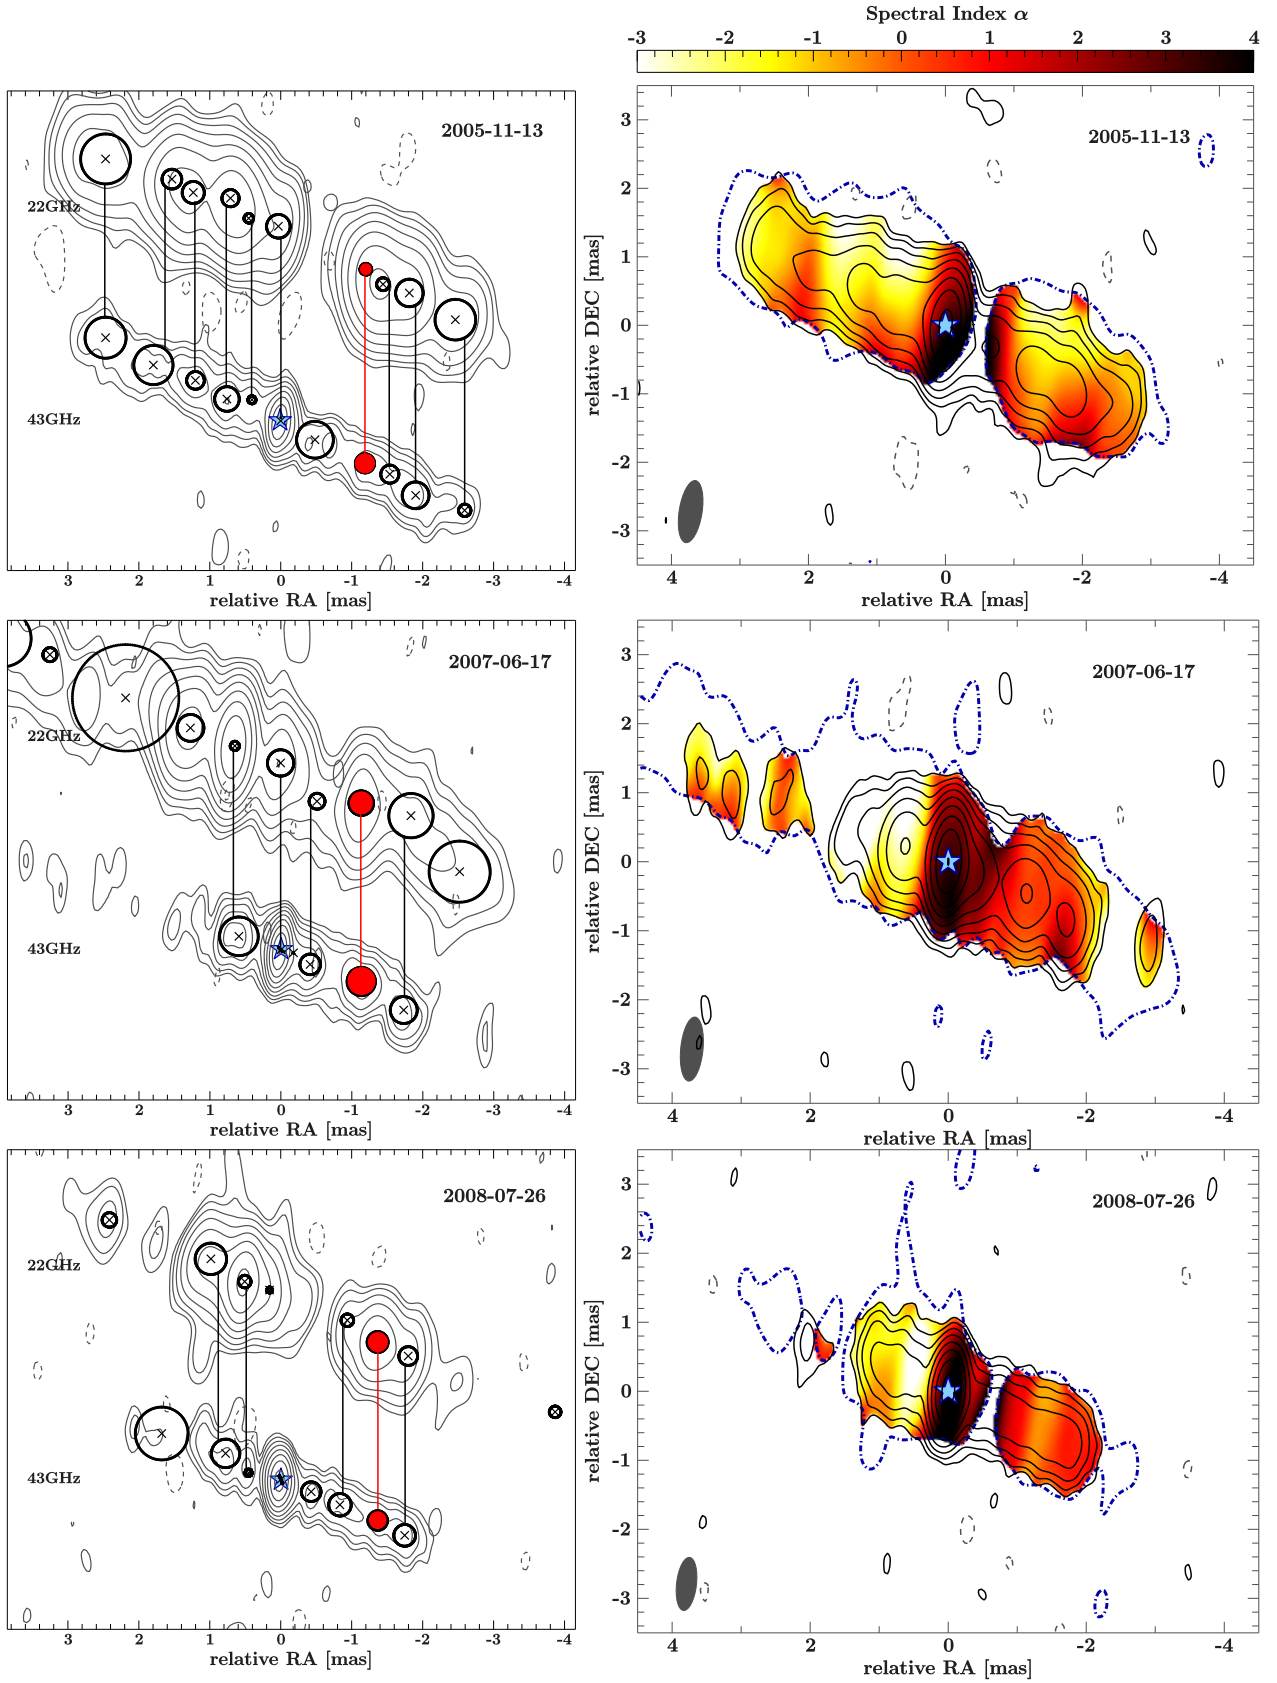 Spectral Index α
-3 -2 -1 0 1 2 3 4
2005-11-13
22GHz
43GHz
3 2 1 0 -1 -2 -3 -4
relative RA [mas]
2005-11-13
3
2
1
0
-1
-2
-3
relative DEC [mas]
4 2 0 -2 -4
relative RA [mas]
2007-06-17
22GHz
43GHz
3 2 1 0 -1 -2 -3 -4
relative RA [mas]
2007-06-17
3
2
1
0
-1
-2
-3
relative DEC [mas]
4 2 0 -2 -4
relative RA [mas]
2008-07-26
22GHz
43GHz
3 2 1 0 -1 -2 -3 -4
relative RA [mas]
2008-07-26
3
2
1
0
-1
-2
-3
relative DEC [mas]
4 2 0 -2 -4
relative RA [mas]